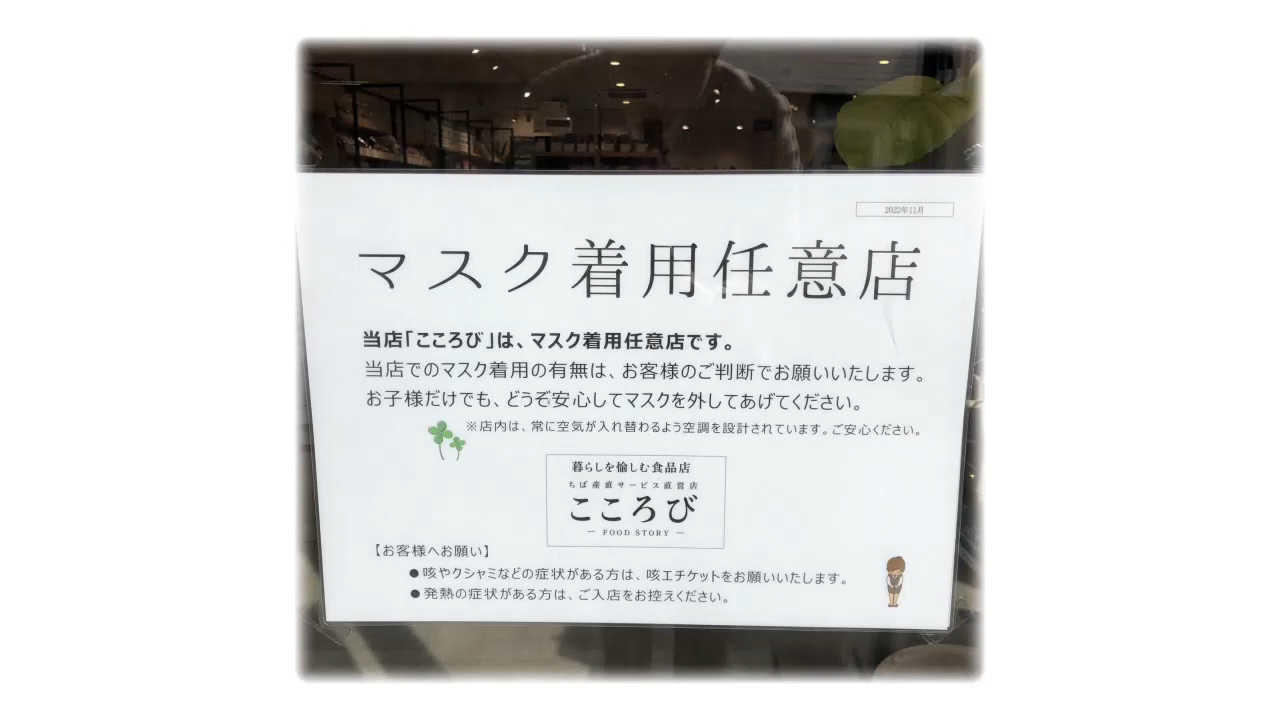 2022年11月
マスク着用任意店
当店「こころび」は、マスク着用任意店です。
当店でのマスク着用の有無は、お客様のご判断でお願いいたします。
お子様だけでも、どうぞ安心してマスクを外してあげてください。
※店内は、常に空気が入れ替わるよう空調を設計されています。ご安心ください。
暮らしを愉しむ食品店
ちば産直サービス直営店
こころび
— FOOD STORY —
【お客様へお願い】
●咳やクシャミなどの症状がある方は、咳エチケットをお願いいたします。
●発熱の症状がある方は、ご入店をお控えください。